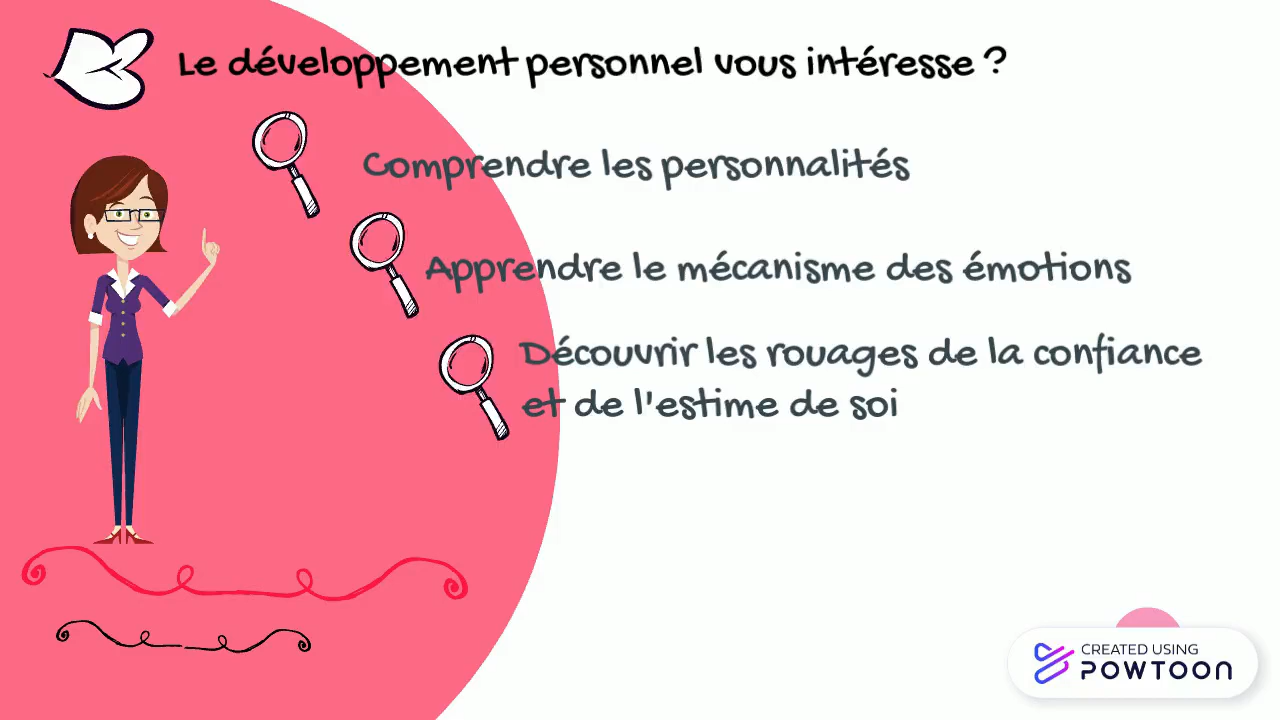 Le développement personnel vous intéresse ?
Comprendre les personnalités
Apprendre le mécanisme des émotions
Découvrir les rouages de la confiance
et de l'estime de soi
CREATED USING
POWTOON